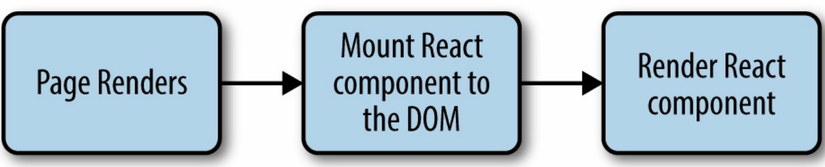 Page Renders
Mount React
component to
the DOM
Render React
component